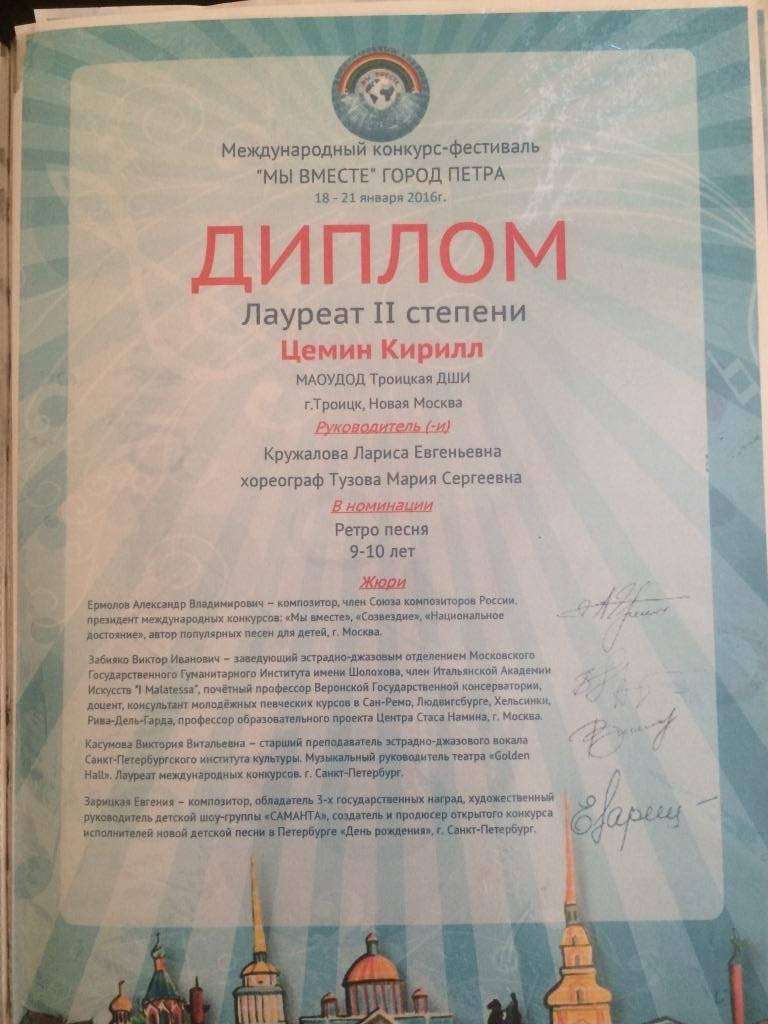 МЫ ВМЕСТЕ
Международный конкурс-фестиваль
"МЫ ВМЕСТЕ" ГОРОД ПЕТРА
18 - 21 января 2016г.
ДИПЛОМ
Лауреат II степени
Цемин Кирилл
МАОУДОД Троицкая ДШИ
г.Троицк, Новая Москва
Руководитель (-и)
Кружалова Лариса Евгеньевна
хореограф Тузова Мария Сергеевна
В номинации
Ретро песня
9-10 лет
Жюри
Ермолов Александр Владимирович – композитор, член Союза композиторов России.
президент международных конкурсов: «Мы вместе», «Созвездие», «Национальное
достояние», автор популярных песен для детей, г. Москва.
Забияко Виктор Иванович – заведующий эстрадно-джазовым отделением Московского
Государственного Гуманитарного Института имени Шолохова, член Итальянской Академии
Искусств "I Malatessa", почётный профессор Веронской Государственной консерватории,
доцент, консультант молодёжных певческих курсов в Сан-Ремо, Людвигсбурге, Хельсинки,
Рива-Дель-Гарда, профессор образовательного проекта Центра Стаса Намина, г. Москва.
Касумова Виктория Витальевна – старший преподаватель эстрадно-джазового вокала
Санкт-Петербургского института культуры. Музыкальный руководитель театра «Golden
Hall». Лауреат международных конкурсов. г. Санкт-Петербург.
Зарицкая Евгения – композитор, обладатель 3-х государственных наград, художественный
руководитель детской шоу-группы «САМАНТА», создатель и продюсер открытого конкурса
исполнителей новой детской песни в Петербурге «День рождения», г. Санкт-Петербург.